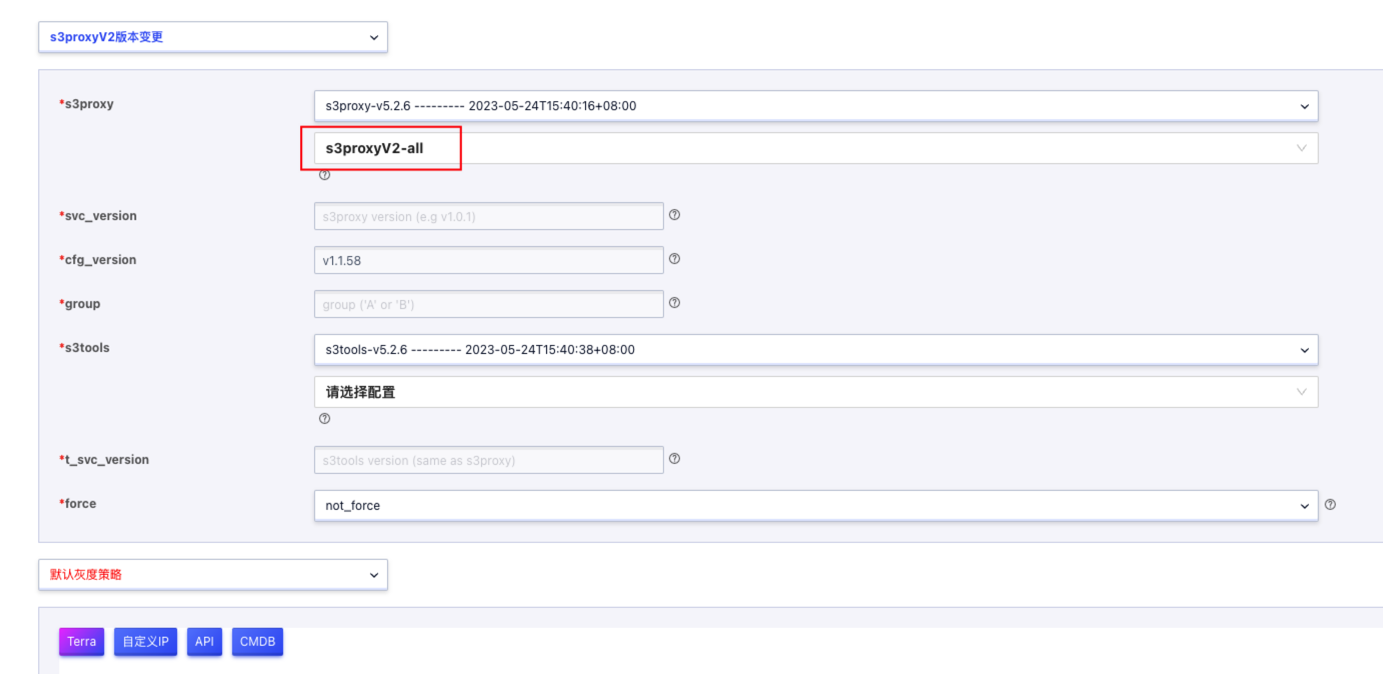 s3proxyV2版本变更
*s3proxy
s3proxy-v5.2.6 --------- 2023-05-24T15:40:16+08:00
s3proxyV2-all
*svc_version
s3proxy version (e.g v1.0.1)
*cfg_version
v1.1.58
*group
group ('A' or 'B')
*s3tools
s3tools-v5.2.6 --------- 2023-05-24T15:40:38+08:00
请选择配置
*t_svc_version
s3tools version (same as s3proxy)
*force
not_force
默认灰度策略
Terra 自定义IP API CMDB